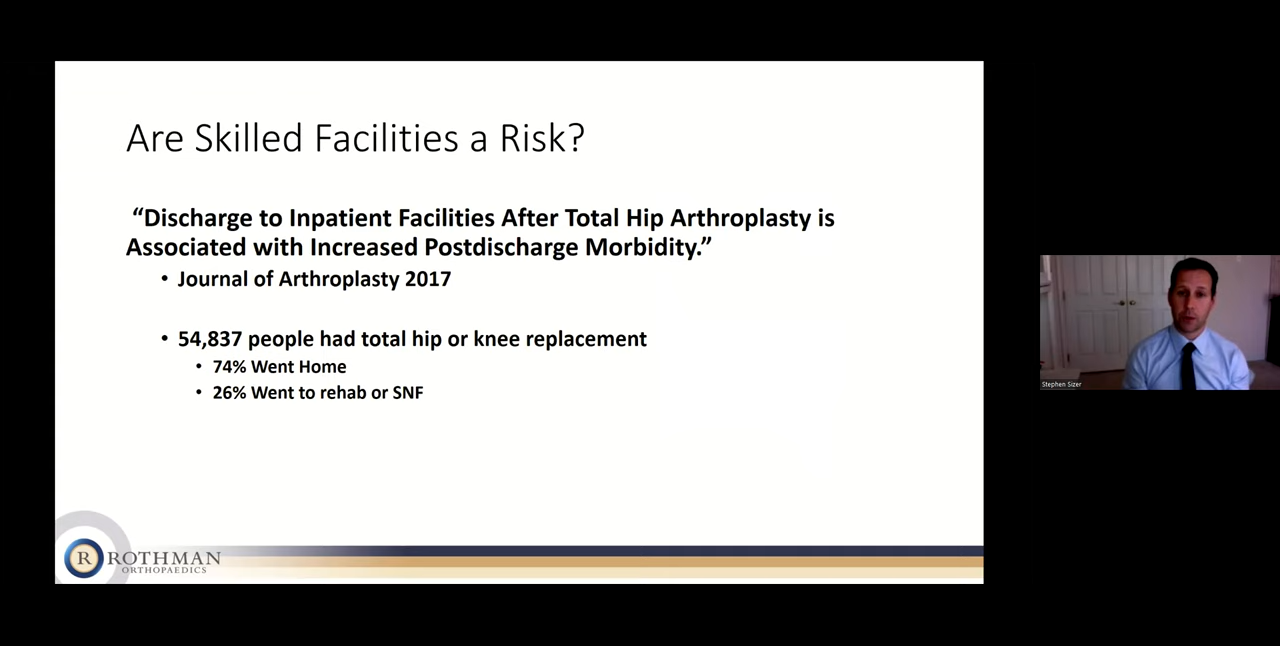 Are Skilled Facilities a Risk?
“Discharge to Inpatient Facilities After Total Hip Arthroplasty is
Associated with Increased Postdischarge Morbidity.”
• Journal of Arthroplasty 2017
• 54,837 people had total hip or knee replacement
• 74% Went Home
• 26% Went to rehab or SNF
R ROTHMAN
ORTHOPAEDICS
Stephen Sizer